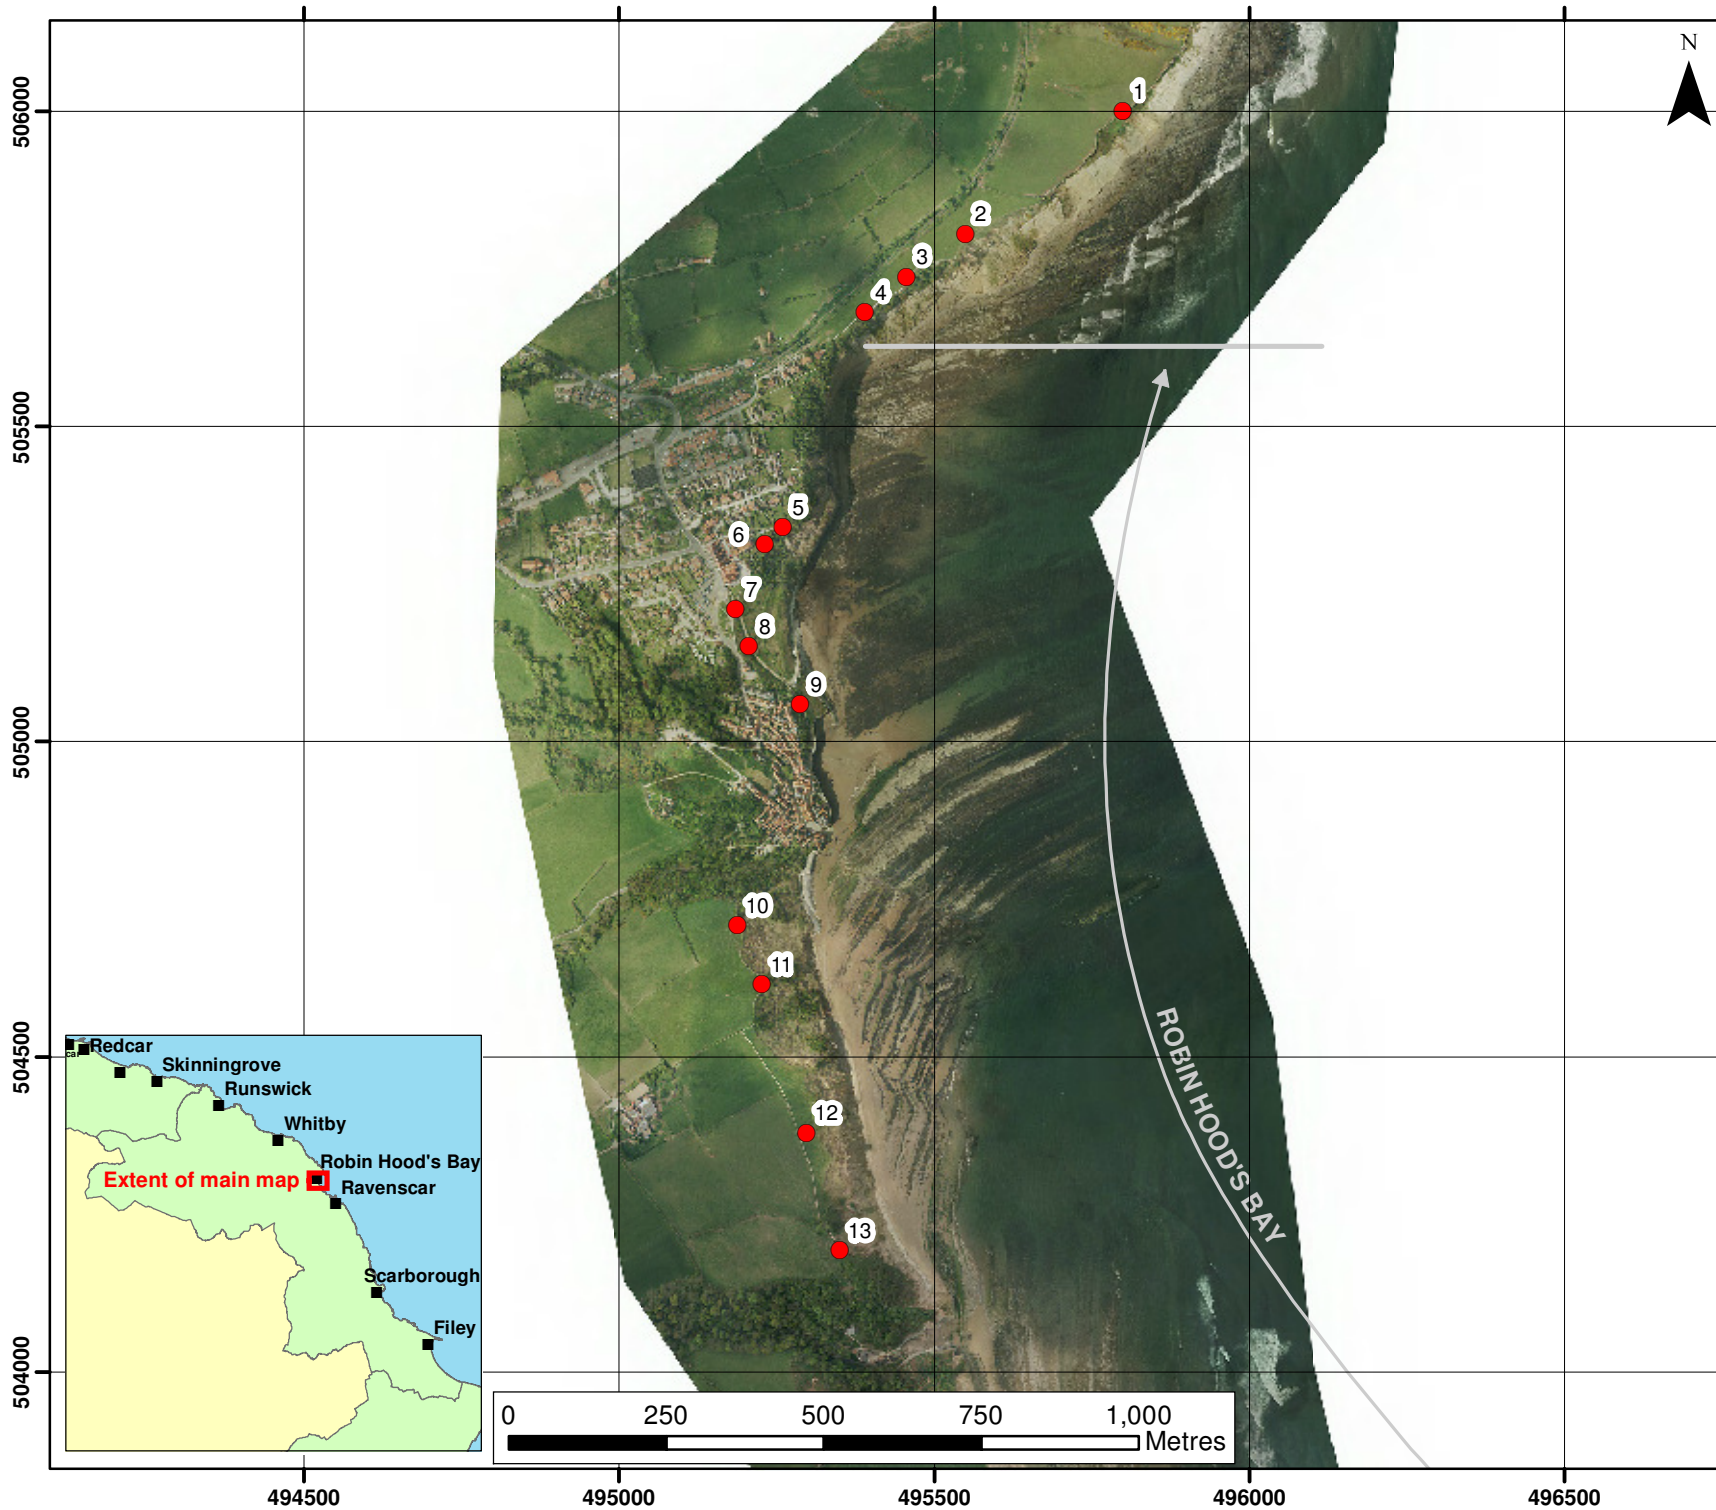 N
506000
505500
505000
504500
504000
1
2
3
4
5
6
7
8
9
10
11
12
13
ROBIN HOOD'S BAY
Redcar
car
Skinningrove
Runswick
Whitby
Robin Hood's Bay
Extent of main map
Ravenscar
Scarborough
Filey
0 250 500 750 1,000
Metres
494500 495000 495500 496000 496500